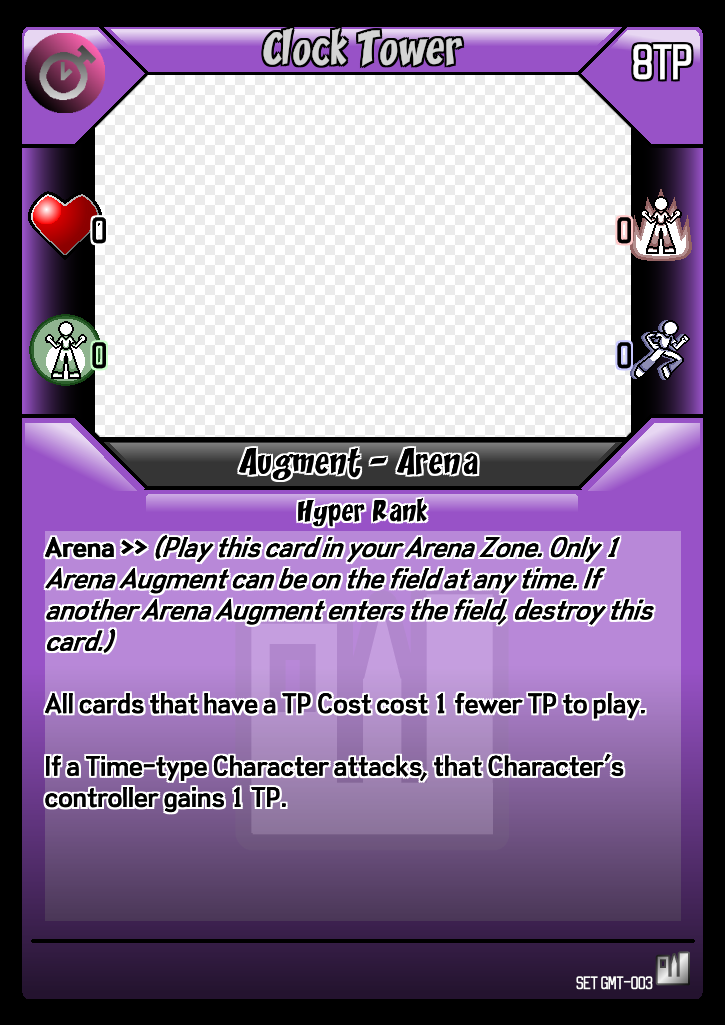 Clock Tower
8TP
0
0
0
0
Augment - Arena
Hyper Rank
Arena >> (Play this card in your Arena Zone. Only 1
Arena Augment can be on the field at any time. If
another Arena Augment enters the field, destroy this
card.)
All cards that have a TP Cost cost 1 fewer TP to play.
If a Time-type Character attacks, that Character's
controller gains 1 TP.
SET GMT-003